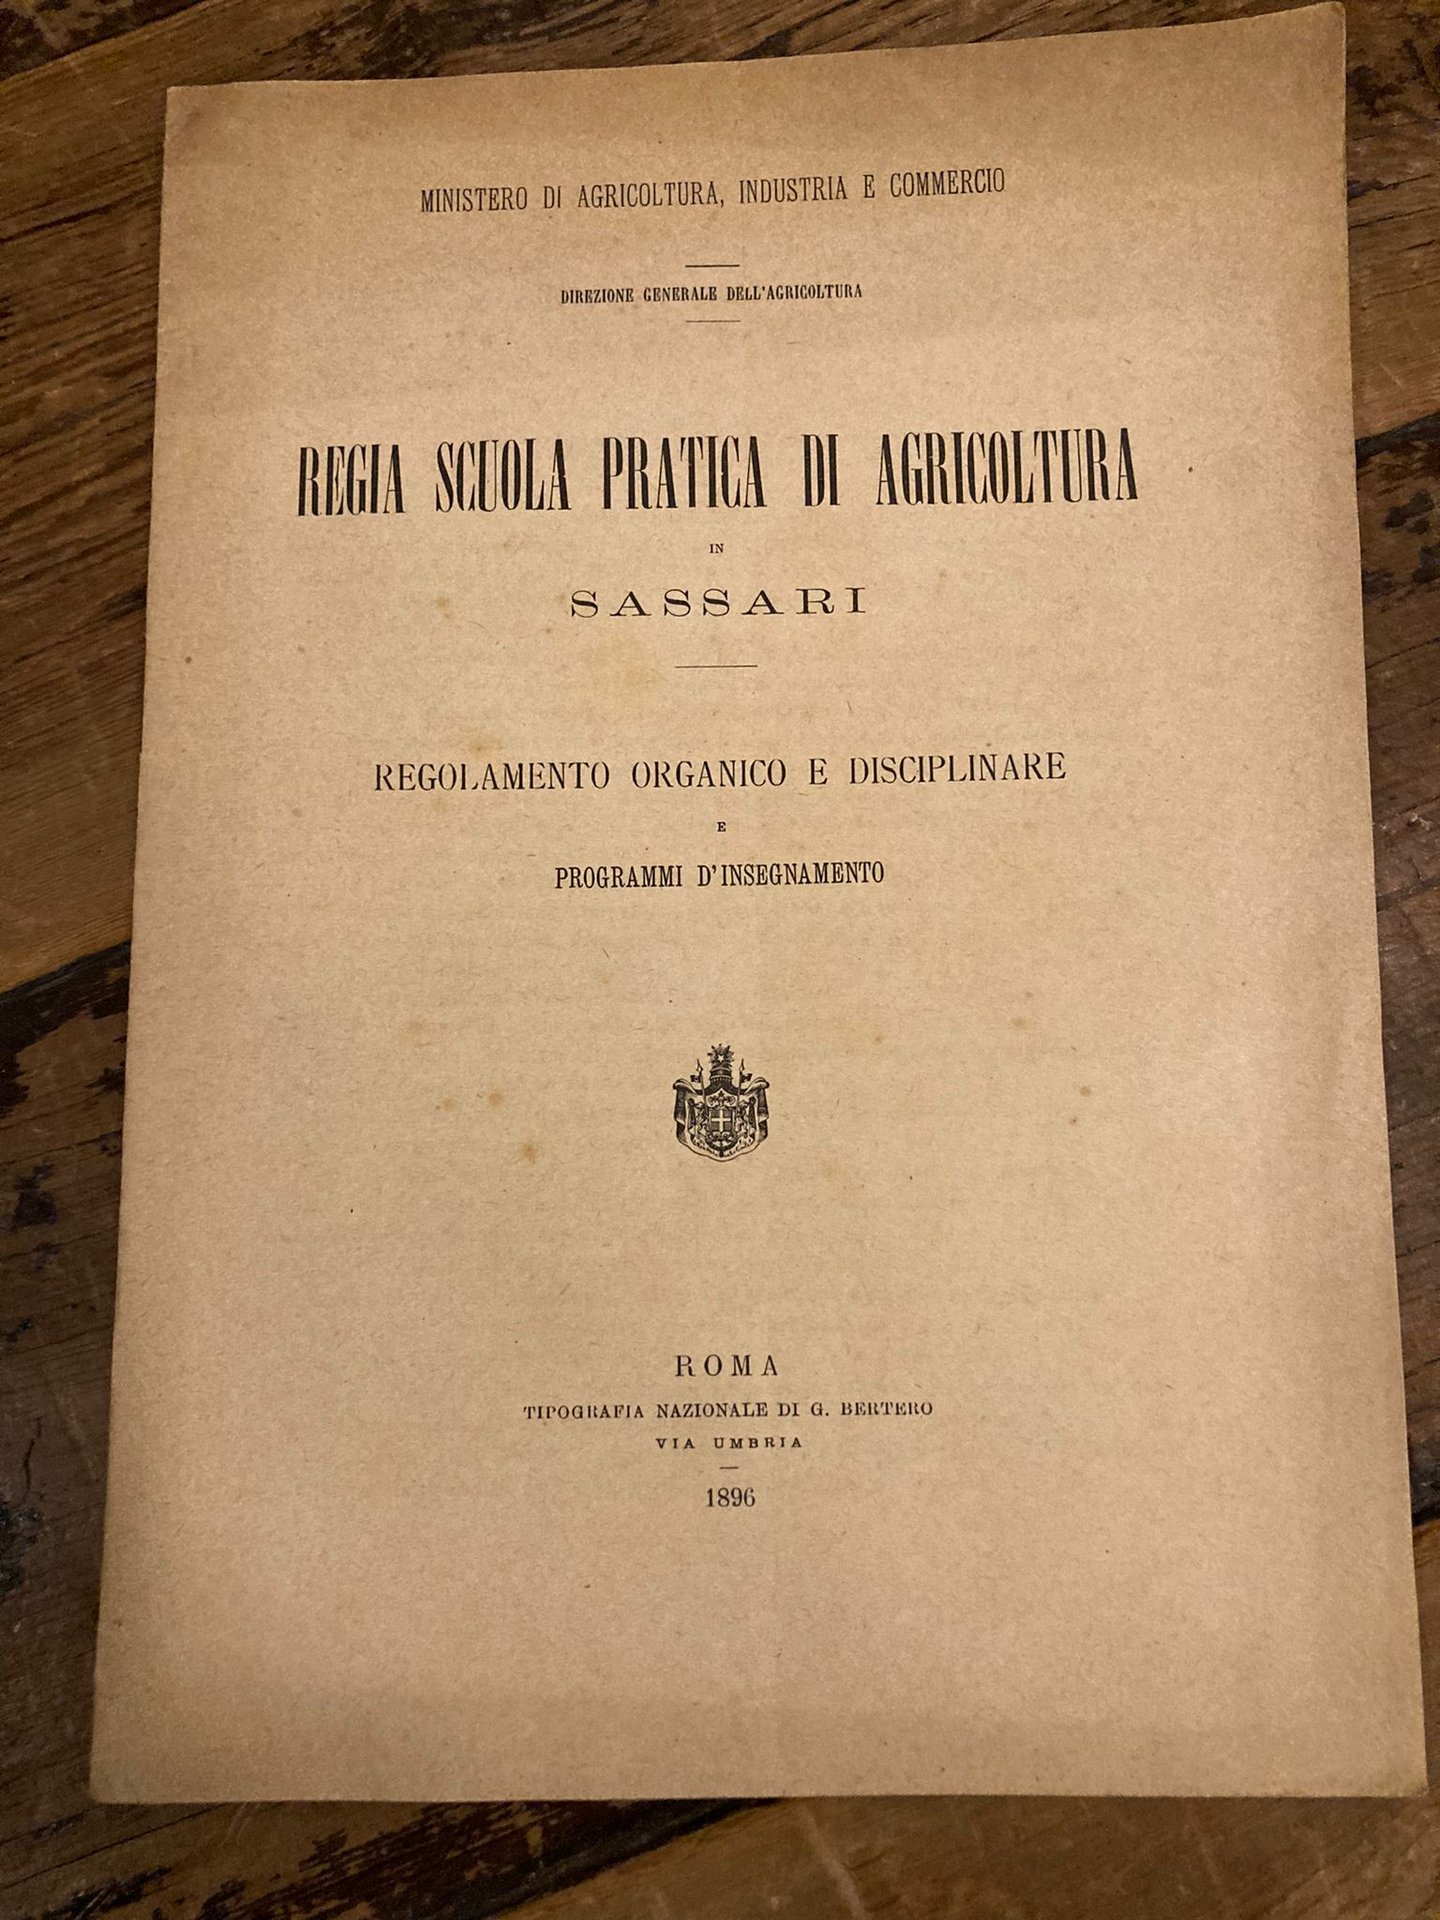 MINISTERO DI AGRICOLTURA, INDUSTRIA E COMMERCIO
DIREZIONE GENERALE DELL'AGRICOLTURA
REGIA SCUOLA PRATICA DI AGRICOLTURA
IN
SASSARI
REGOLAMENTO ORGANICO E DISCIPLINARE
E
PROGRAMMI D'INSEGNAMENTO
ROMA
TIPOGRAFIA NAZIONALE DI G. BERTERO
VIA UMBRIA
1896